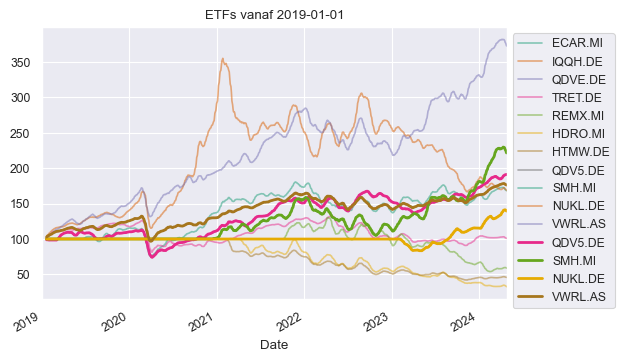 ETFs vanaf 2019-01-01
350
300
250
200
150
100
50
2019
2020
2021
2022
2023
2024
Date
ECAR.MI
IQQH.DE
QDVE.DE
TRET.DE
REMX.MI
HDRO.MI
HTMW.DE
QDV5.DE
SMH.MI
NUKL.DE
VWRL.AS
QDV5.DE
SMH.MI
NUKL.DE
VWRL.AS